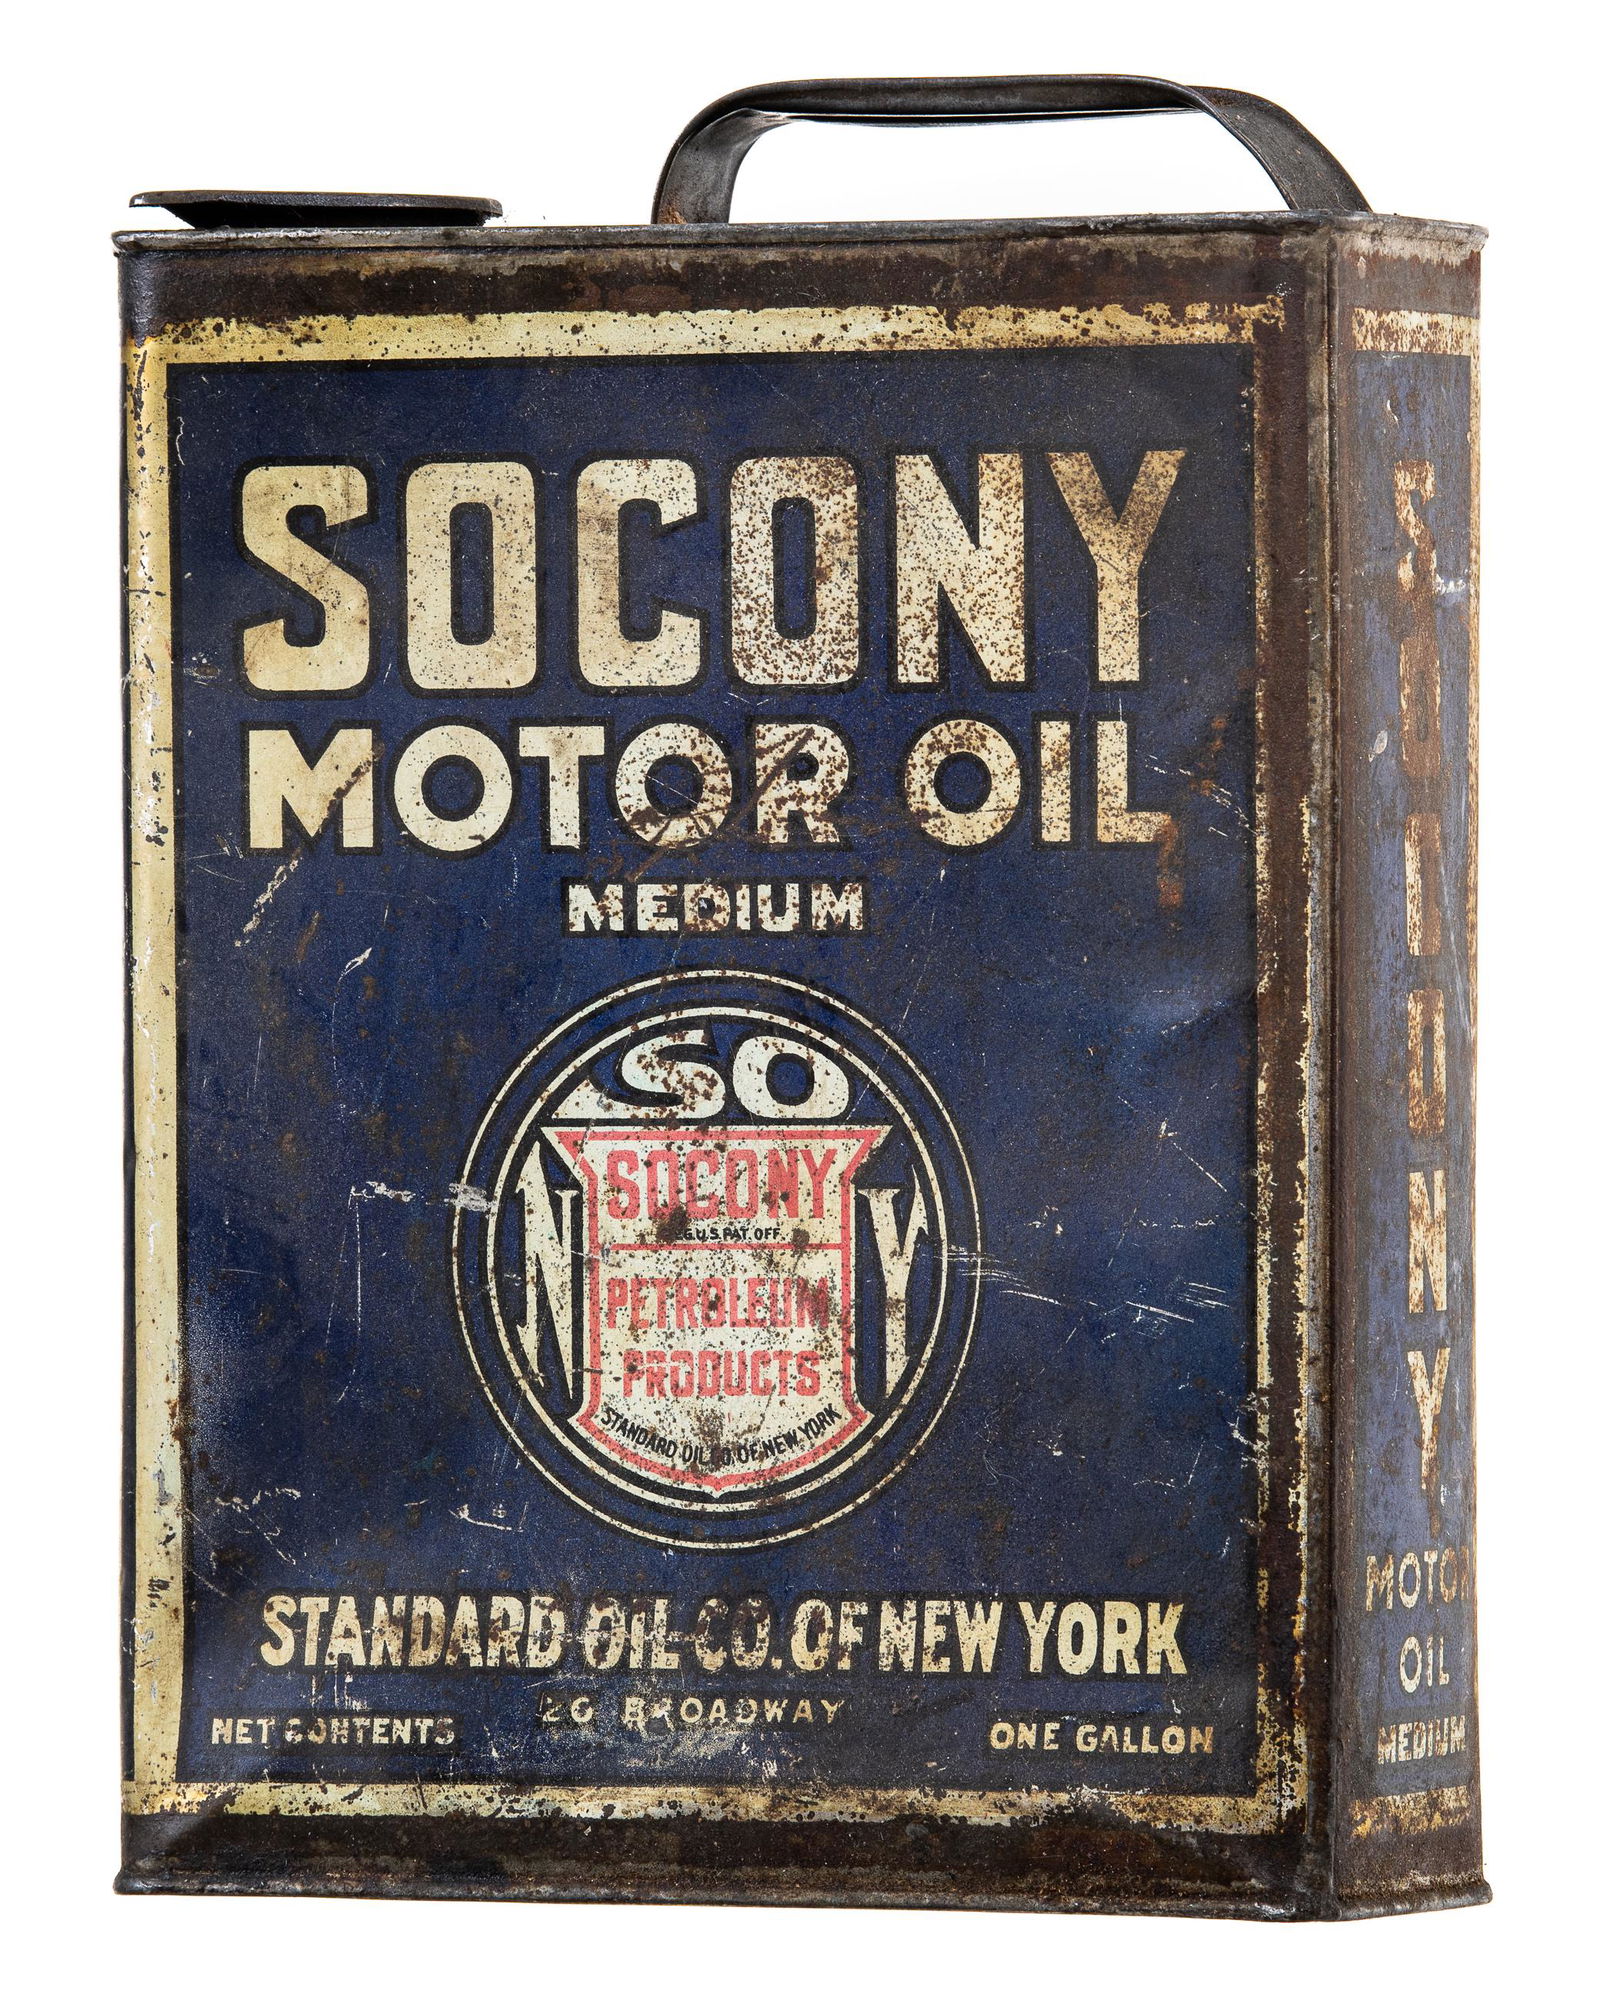 SOCONY
MOTOR OIL
MEDIUM
SO
N Y
SOCONY
REG.U.S.PAT.OFF.
PETROLEUM
PRODUCTS
STANDARD OIL CO. OF NEW YORK
STANDARD OIL CO. OF NEW YORK
26 BROADWAY
NET CONTENTS
ONE GALLON
SOCONY
MOTOR
OIL
MEDIUM